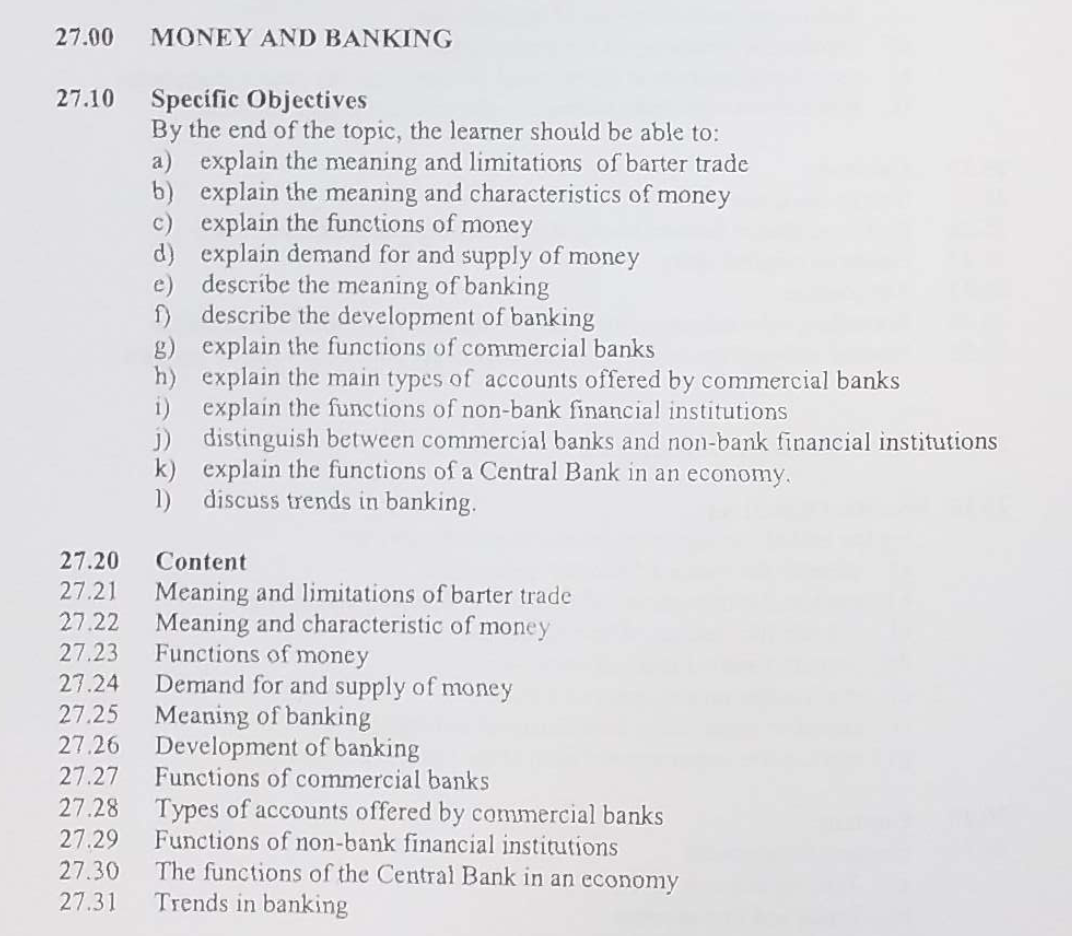 27.00 MONEY AND BANKING
27.10 Specific Objectives
By the end of the topic, the learner should be able to:
a) explain the meaning and limitations of barter trade
b) explain the meaning and characteristics of money
c) explain the functions of money
d) explain demand for and supply of money
e) describe the meaning of banking
f) describe the development of banking
g) explain the functions of commercial banks
h) explain the main types of accounts offered by commercial banks
i) explain the functions of non-bank financial institutions
j) distinguish between commercial banks and non-bank financial institutions
k) explain the functions of a Central Bank in an economy.
l) discuss trends in banking.
27.20 Content
27.21 Meaning and limitations of barter trade
27.22 Meaning and characteristic of money
27.23 Functions of money
27.24 Demand for and supply of money
27.25 Meaning of banking
27.26 Development of banking
27.27 Functions of commercial banks
27.28 Types of accounts offered by commercial banks
27.29 Functions of non-bank financial institutions
27.30 The functions of the Central Bank in an economy
27.31 Trends in banking